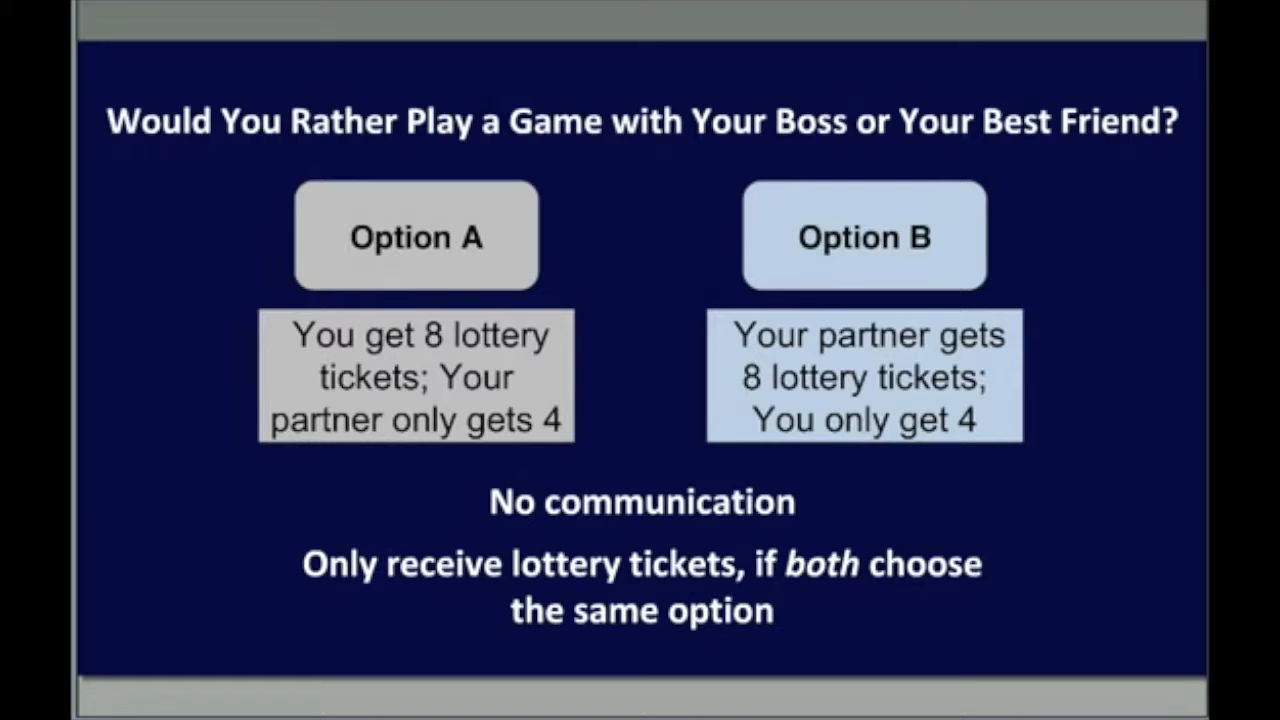 Would You Rather Play a Game with Your Boss or Your Best Friend?
Option A
You get 8 lottery
tickets; Your
partner only gets 4
Option B
Your partner gets
8 lottery tickets;
You only get 4
No communication
Only receive lottery tickets, if both choose
the same option